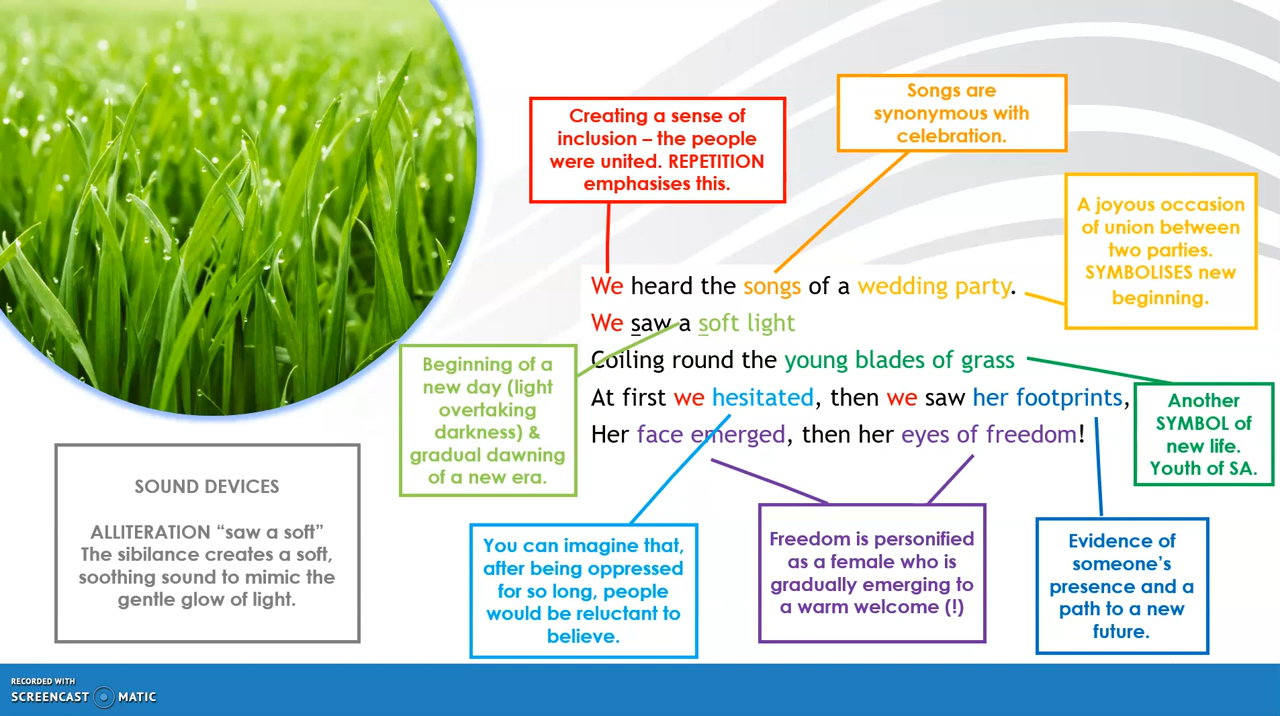 Songs are
synonymous with
celebration.
Creating a sense of
inclusion – the people
were united. REPETITION
emphasises this.
A joyous occasion
of union between
two parties.
SYMBOLISES new
beginning.
We heard the songs of a wedding party.
We saw a soft light
Coiling round the young blades of grass
At first we hesitated, then we saw her footprints,
Her face emerged, then her eyes of freedom!
Beginning of a
new day (light
overtaking
darkness) &
gradual dawning
of a new era.
Another
SYMBOL of
new life.
Youth of SA.
SOUND DEVICES
ALLITERATION “saw a soft”
The sibilance creates a soft,
soothing sound to mimic the
gentle glow of light.
You can imagine that,
after being oppressed
for so long, people
would be reluctant to
believe.
Freedom is personified
as a female who is
gradually emerging to
a warm welcome (!)
Evidence of
someone’s
presence and a
path to a new
future.
RECORDED WITH
SCREENCAST MATIC